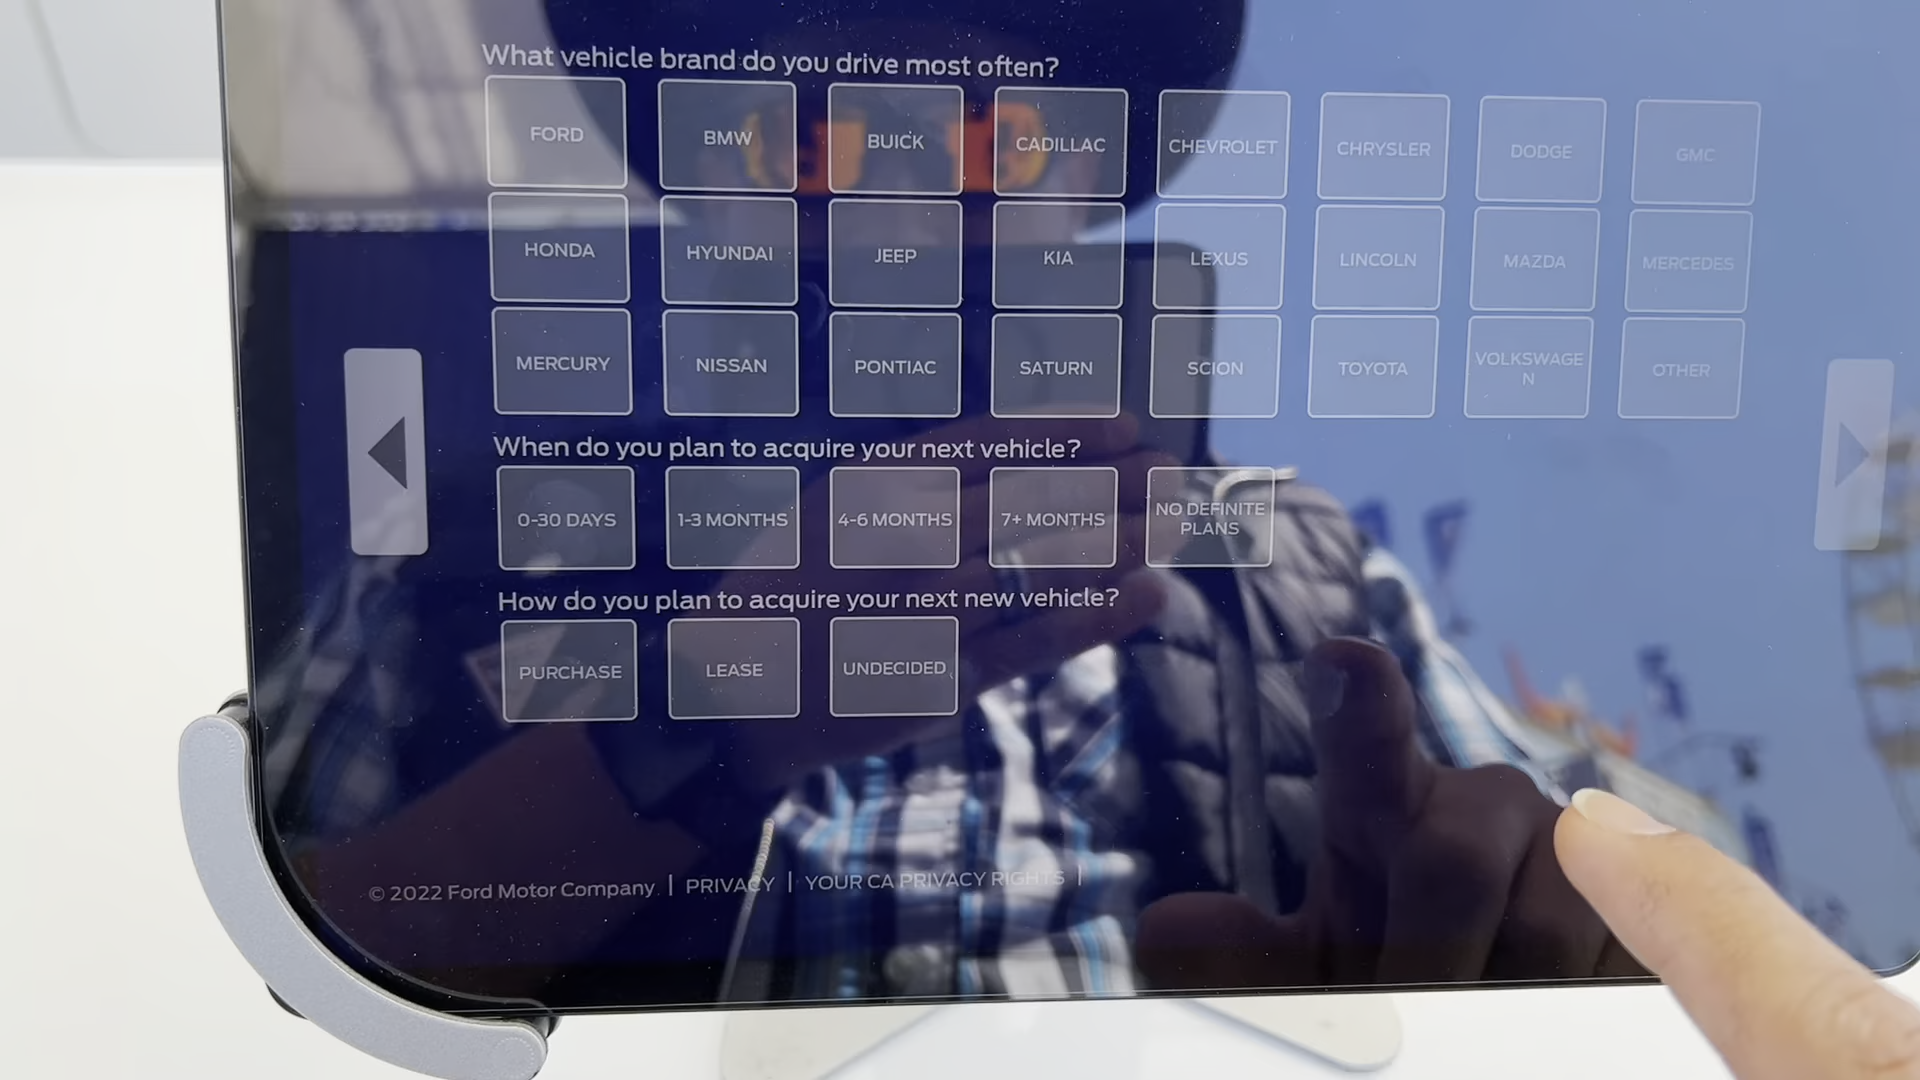 What vehicle brand do you drive most often?
FORD BMW BUICK CADILLAC CHEVROLET CHRYSLER DODGE GMC
HONDA HYUNDAI JEEP KIA LEXUS LINCOLN MAZDA MERCEDES
MERCURY NISSAN PONTIAC SATURN SCION TOYOTA VOLKSWAGE
N OTHER
When do you plan to acquire your next vehicle?
0-30 DAYS 1-3 MONTHS 4-6 MONTHS 7+ MONTHS NO DEFINITE
PLANS
How do you plan to acquire your next new vehicle?
PURCHASE LEASE UNDECIDED
© 2022 Ford Motor Company | PRIVACY | YOUR CA PRIVACY RIGHTS |